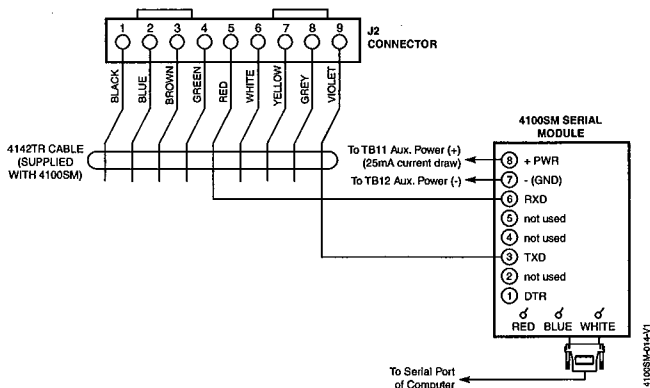 1 2 3 4 5 6 7 8 9
J2
CONNECTOR
BLACK
BLUE
BROWN
GREEN
RED
WHITE
YELLOW
GREY
VIOLET
4142TR CABLE
(SUPPLIED
WITH 4100SM)
To TB11 Aux. Power (+)
(25mA current draw)
To TB12 Aux. Power (-)
4100SM SERIAL
MODULE
8 + PWR
7 - (GND)
6 RXD
5 not used
4 not used
3 TXD
2 not used
1 DTR
RED BLUE WHITE
To Serial Port
of Computer
4100SM-014-V1